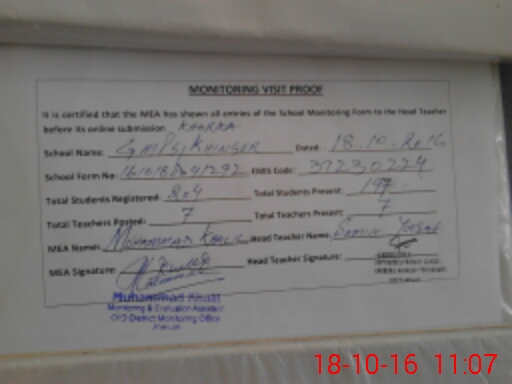 MONITORING VISIT PROOF
It is certified that the MEA has shown all entries of the School Monitoring Form to the Head Teacher
before its online submission
School Name: Dated: 18.10.2016
School Form No EMIS Code: 37230224
Total Students Registered: 204 Total Students Present:
Total Teachers Posted: 7 Total Teachers Present: 7
MEA Name: Muhammad Khalil Head Teacher Name:
MEA Signature: Head Teacher Signature:
Muhammad Khalil
Monitoring & Evaluation Assistant
O/O District Monitoring Office
18-10-16 11:07